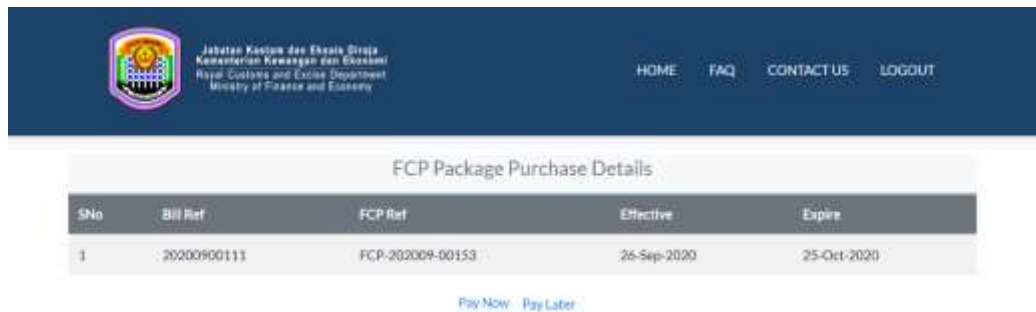 Jabatan Kastam dan Eksais Diraja
Kementerian Kewangan dan Ekonomi
Royal Customs and Excise Department
Ministry of Finance and Economy
HOME FAQ CONTACT US LOGOUT
FCP Package Purchase Details
SNo Bill Ref FCP Ref Effective Expire
1 20200900111 FCP-202009-00153 26-Sep-2020 25-Oct-2020
Pay Now Pay Later